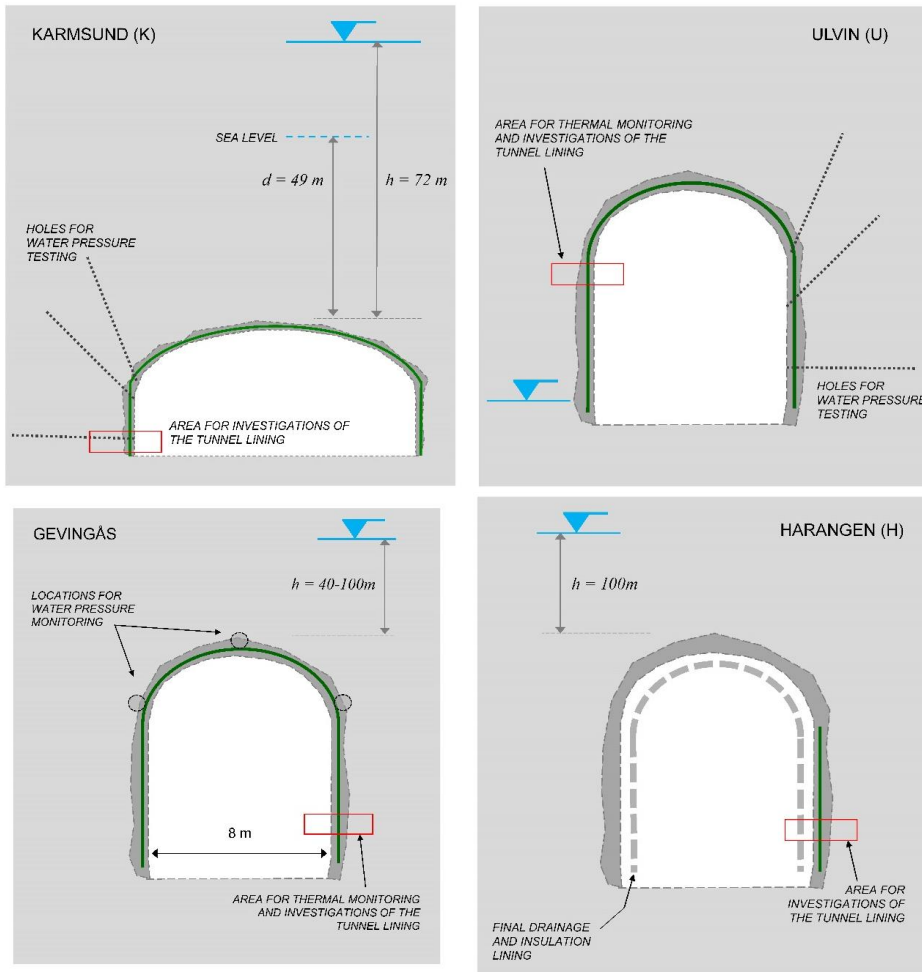 KARMSUND (K)
SEA LEVEL
d = 49 m
h = 72 m
HOLES FOR
WATER PRESSURE
TESTING
AREA FOR INVESTIGATIONS OF
THE TUNNEL LINING
ULVIN (U)
AREA FOR THERMAL MONITORING
AND INVESTIGATIONS OF THE
TUNNEL LINING
HOLES FOR
WATER PRESSURE
TESTING
GEVINGÅS
h = 40-100m
LOCATIONS FOR
WATER PRESSURE
MONITORING
8 m
AREA FOR THERMAL MONITORING
AND INVESTIGATIONS OF THE
TUNNEL LINING
HARANGEN (H)
h = 100m
AREA FOR
INVESTIGATIONS OF
THE TUNNEL LINING
FINAL DRAINAGE
AND INSULATION
LINING